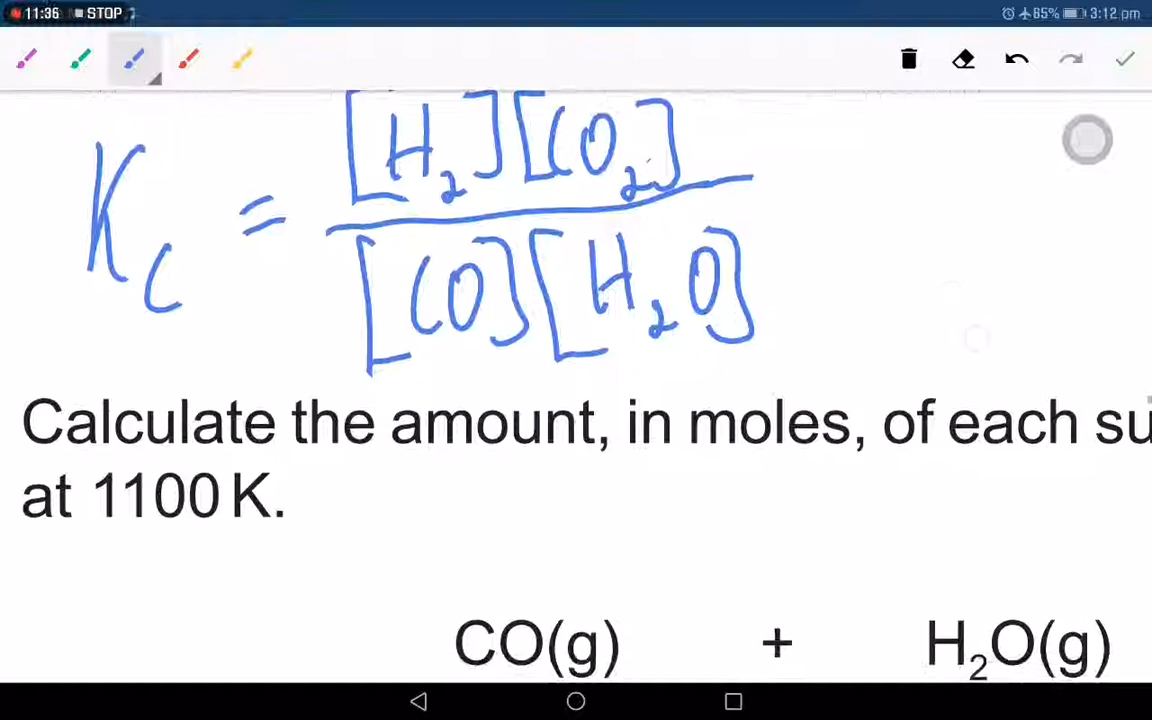 11:36 STOP 65% 3:12 pm
[H₂][CO₂]
K_C =
[CO][H₂O]
Calculate the amount, in moles, of each su
at 1100 K.
CO(g) + H₂O(g)